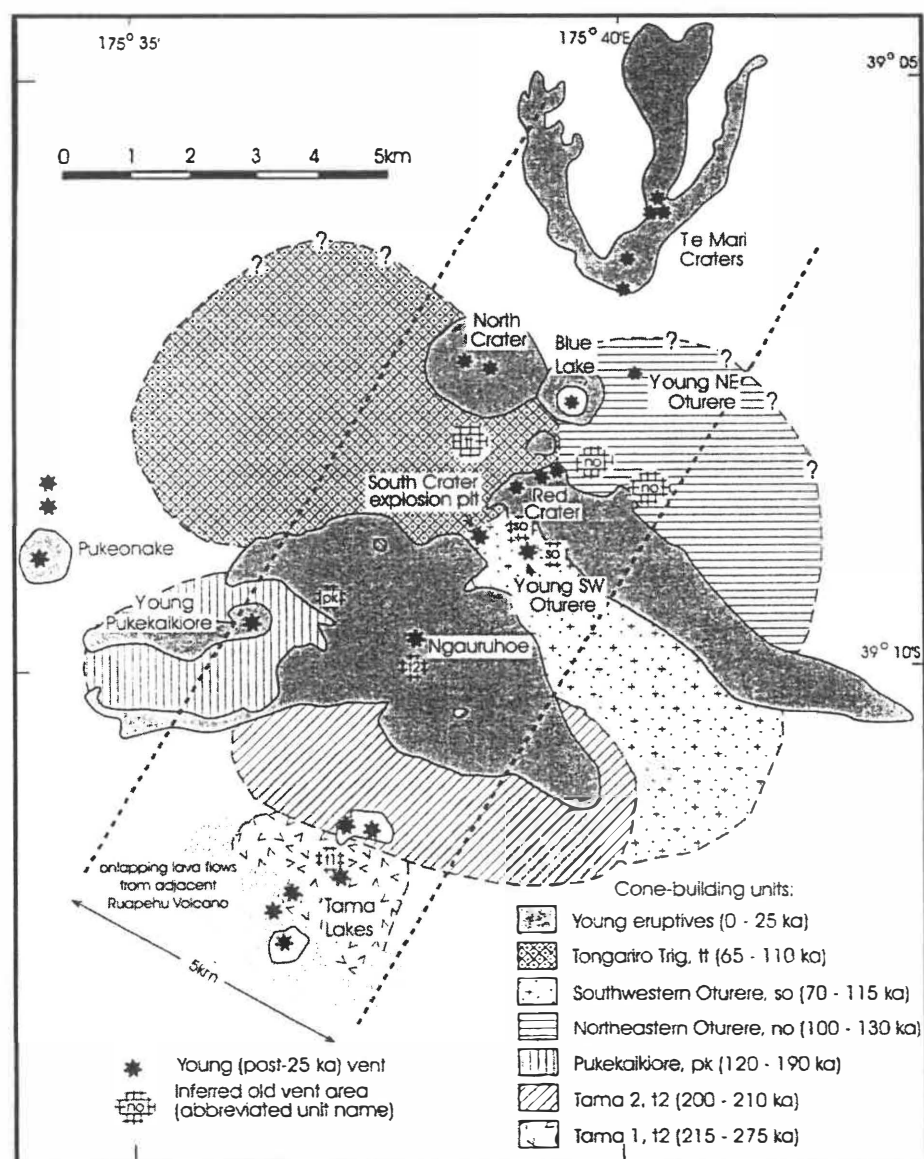 175° 35'
175° 40'E
39° 05'
0 1 2 3 4 5km
Te Mari
Craters
North
Crater
Blue
Lake
Young NE
Oturere
tt
no
no
South Crater
explosion pit
Red
Crater
so
so
Pukeonake
Young SW
Oturere
Young
Pukekaikiore
pk
Ngauruhoe
t2
39° 10'S
ontapping lava flows
from adjacent
Ruapehu Volcano
t1
Tama
Lakes
5km
Cone-building units:
Young eruptives (0 - 25 ka)
Tongariro Trig, tt (65 - 110 ka)
Southwestern Oturere, so (70 - 115 ka)
Northeastern Oturere, no (100 - 130 ka)
Pukekaikiore, pk (120 - 190 ka)
Tama 2, t2 (200 - 210 ka)
Tama 1, t2 (215 - 275 ka)
Young (post-25 ka) vent
no
Inferred old vent area
(abbreviated unit name)
? ? ? ? ? ? ? ?